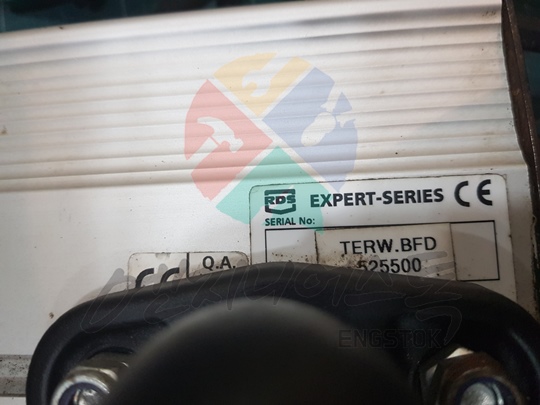 RDS EXPERT-SERIES CE
SERIAL No:
TERW.BFD
525500
CE Q.A.
ENGSTOK